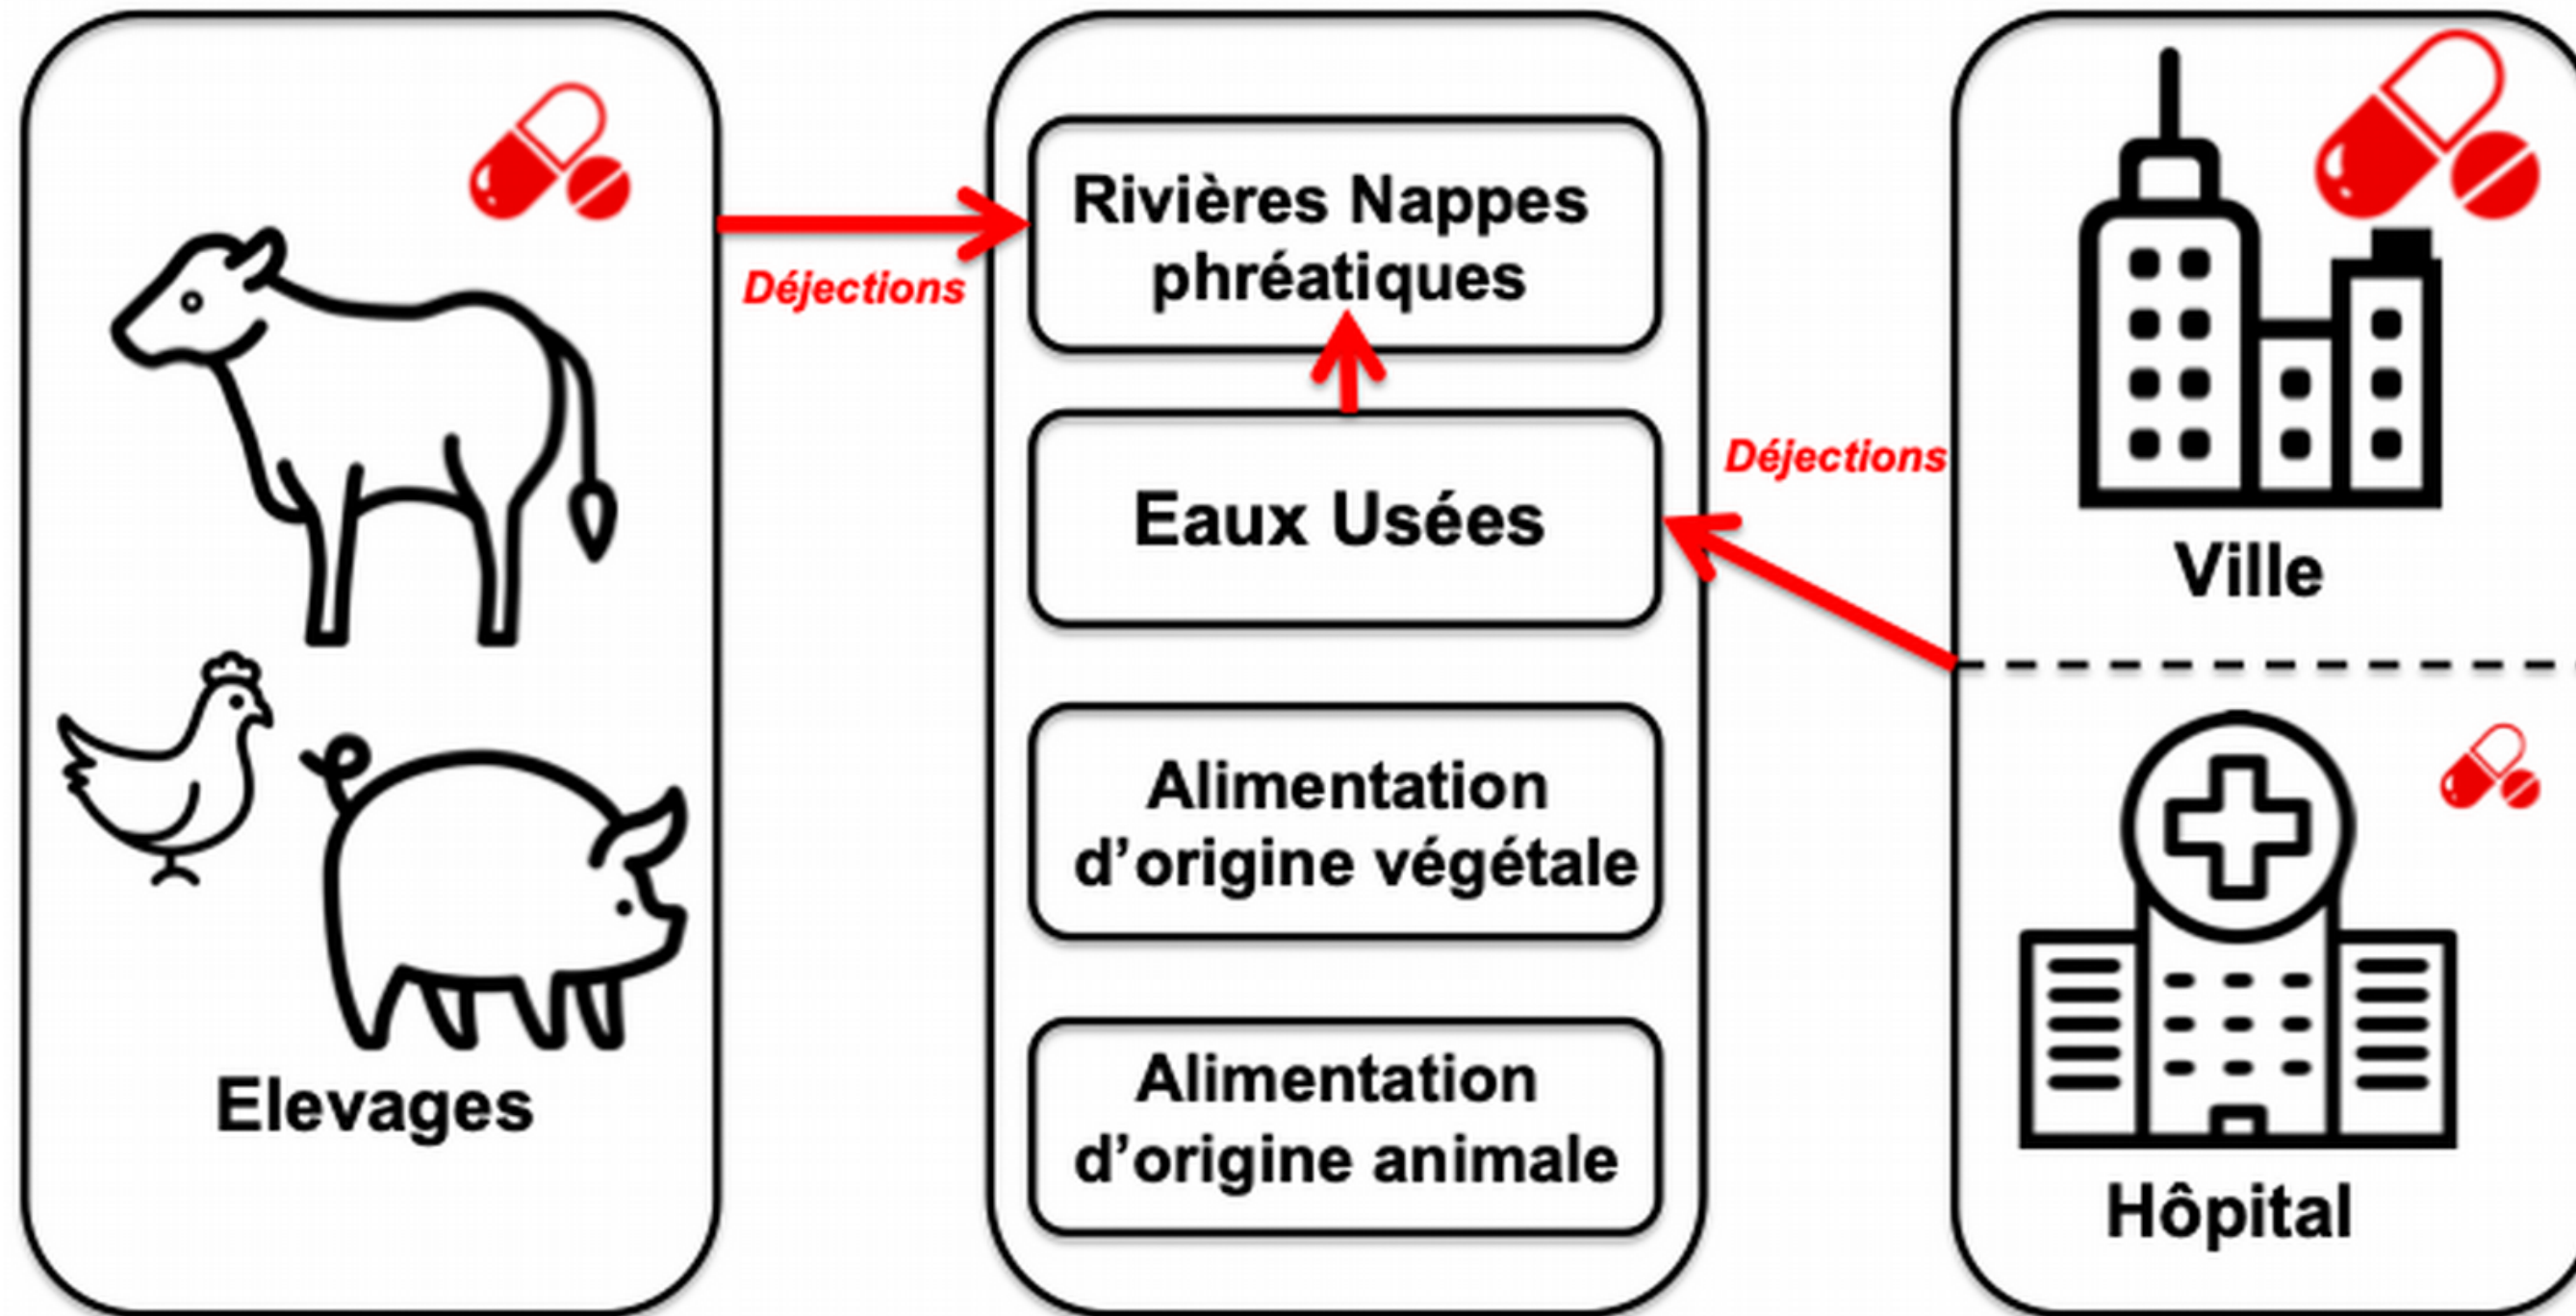 Elevages
Déjections
Rivières Nappes
phréatiques
Eaux Usées
Alimentation
d’origine végétale
Alimentation
d’origine animale
Déjections
Ville
Hôpital